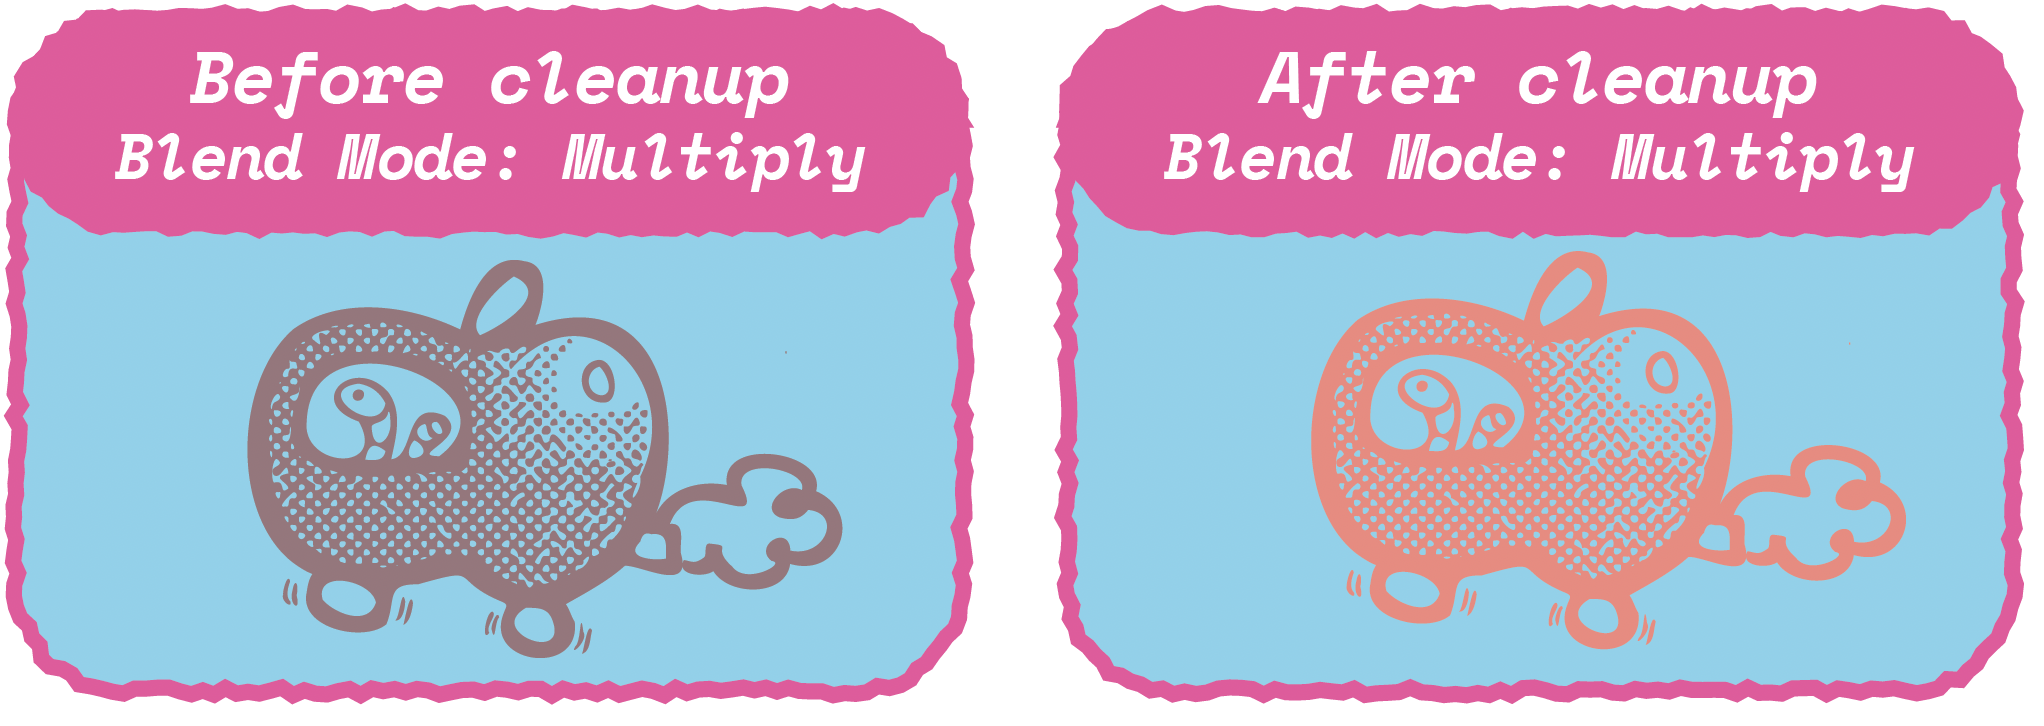 Before cleanup
Blend Mode: Multiply
After cleanup
Blend Mode: Multiply